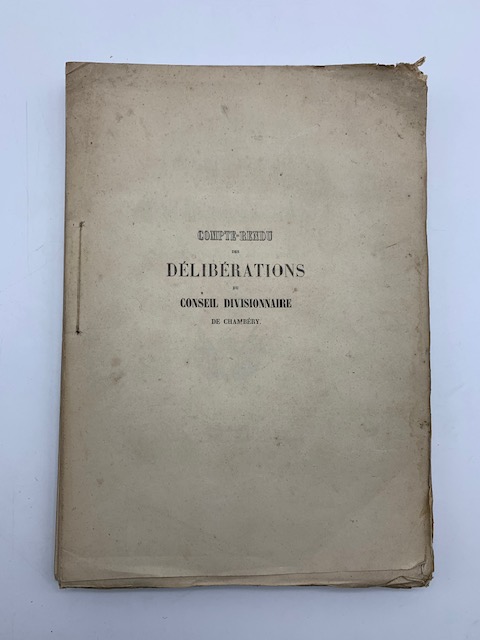 COMPTE-RENDU
DES
DÉLIBÉRATIONS
DU
CONSEIL DIVISIONNAIRE
DE CHAMBÉRY.